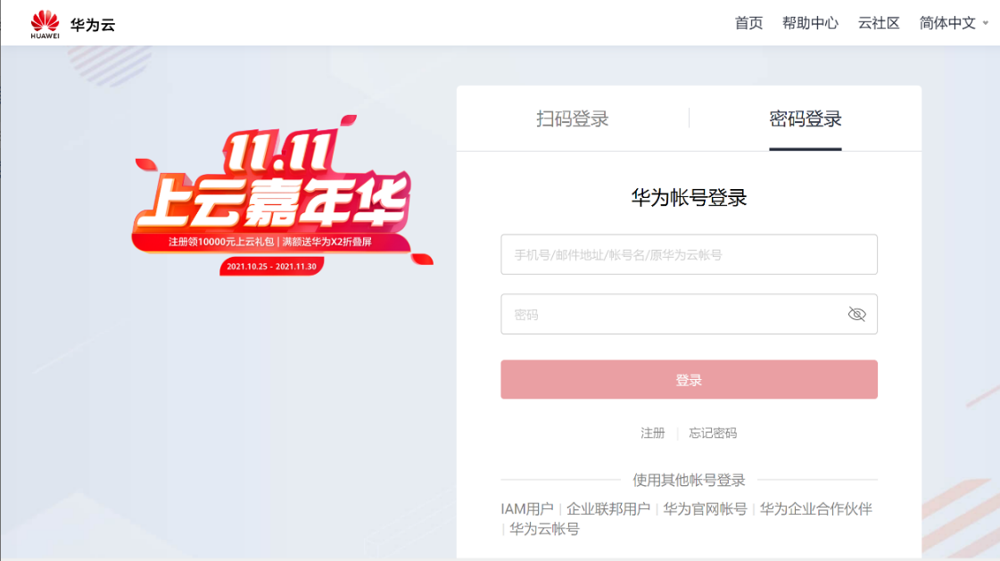 HUAWEI
华为云
首页 帮助中心 云社区 简体中文
11.11
上云嘉年华
注册领10000元上云礼包 | 满额送华为X2折叠屏
2021.10.25 - 2021.11.30
扫码登录 密码登录
华为帐号登录
手机号/邮件地址/帐号名/原华为云帐号
密码
登录
注册 | 忘记密码
使用其他帐号登录
IAM用户 | 企业联邦用户 | 华为官网帐号 | 华为企业合作伙伴
| 华为云帐号